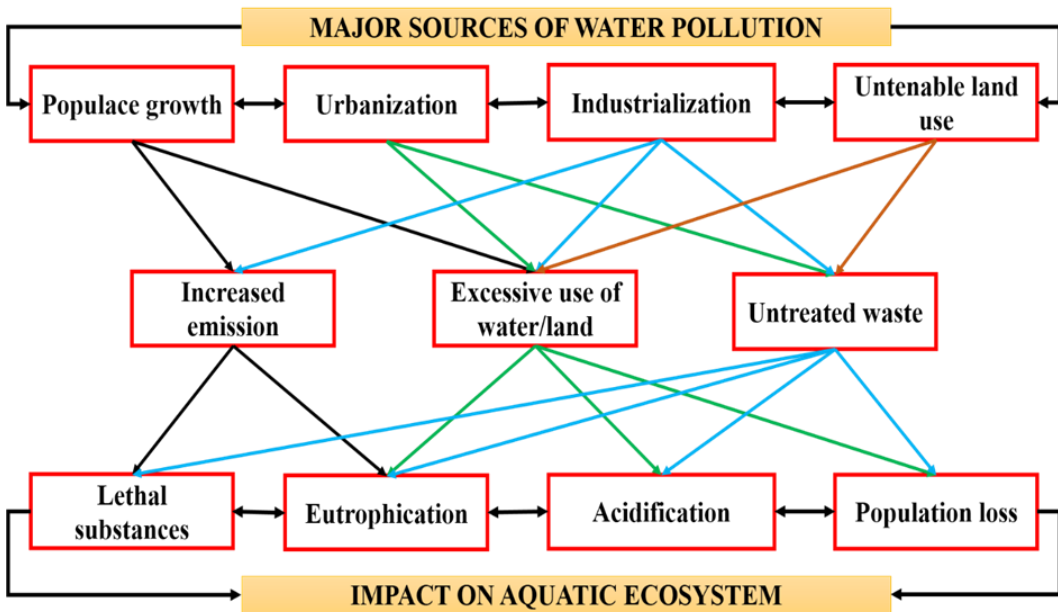 MAJOR SOURCES OF WATER POLLUTION
Populace growth
Urbanization
Industrialization
Untenable land
use
Increased
emission
Excessive use of
water/land
Untreated waste
Lethal
substances
Eutrophication
Acidification
Population loss
IMPACT ON AQUATIC ECOSYSTEM